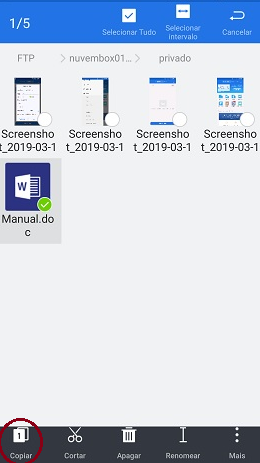 1/5
Selecionar Tudo
Selecionar
intervalo
Cancelar
FTP
nuvembox01...
privado
Screensho
t_2019-03-1
Screensho
t_2019-03-1
Screensho
t_2019-03-1
Screensho
t_2019-03-1
W
Manual.do
c
1
Copiar
Cortar
Apagar
Renomear
Mais